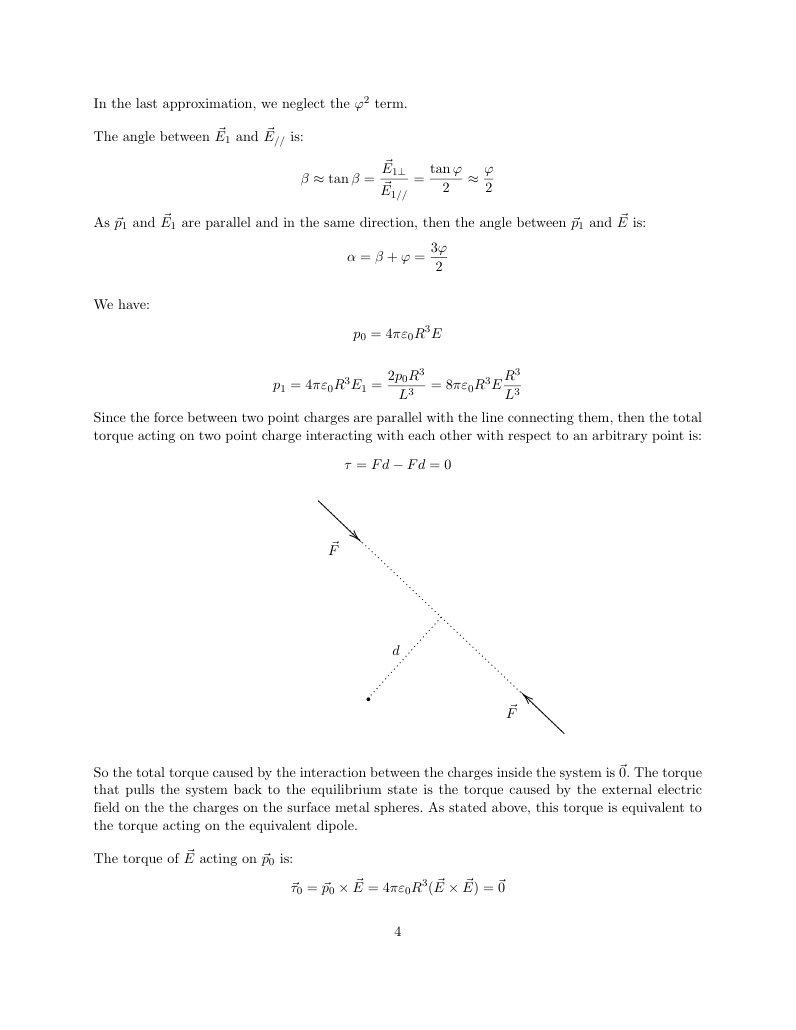 In the last approximation, we neglect the φ² term.
The angle between E⃗₁ and E⃗// is:
β ≈ tan β = E⃗₁⊥ / E⃗₁// = tan φ / 2 ≈ φ / 2
As p⃗₁ and E⃗₁ are parallel and in the same direction, then the angle between p⃗₁ and E⃗ is:
α = β + φ = 3φ / 2
We have:
p₀ = 4πε₀R³E
p₁ = 4πε₀R³E₁ = 2p₀R³ / L³ = 8πε₀R³E R³ / L³
Since the force between two point charges are parallel with the line connecting them, then the total
torque acting on two point charge interacting with each other with respect to an arbitrary point is:
τ = Fd − Fd = 0
F⃗
d
F⃗
So the total torque caused by the interaction between the charges inside the system is 0⃗. The torque
that pulls the system back to the equilibrium state is the torque caused by the external electric
field on the the charges on the surface metal spheres. As stated above, this torque is equivalent to
the torque acting on the equivalent dipole.
The torque of E⃗ acting on p⃗₀ is:
τ⃗₀ = p⃗₀ × E⃗ = 4πε₀R³(E⃗ × E⃗) = 0⃗
4